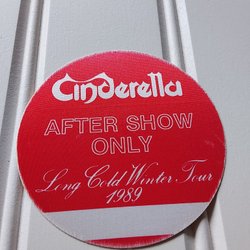 Cinderella
AFTER SHOW
ONLY
Long Cold Winter Tour
1989